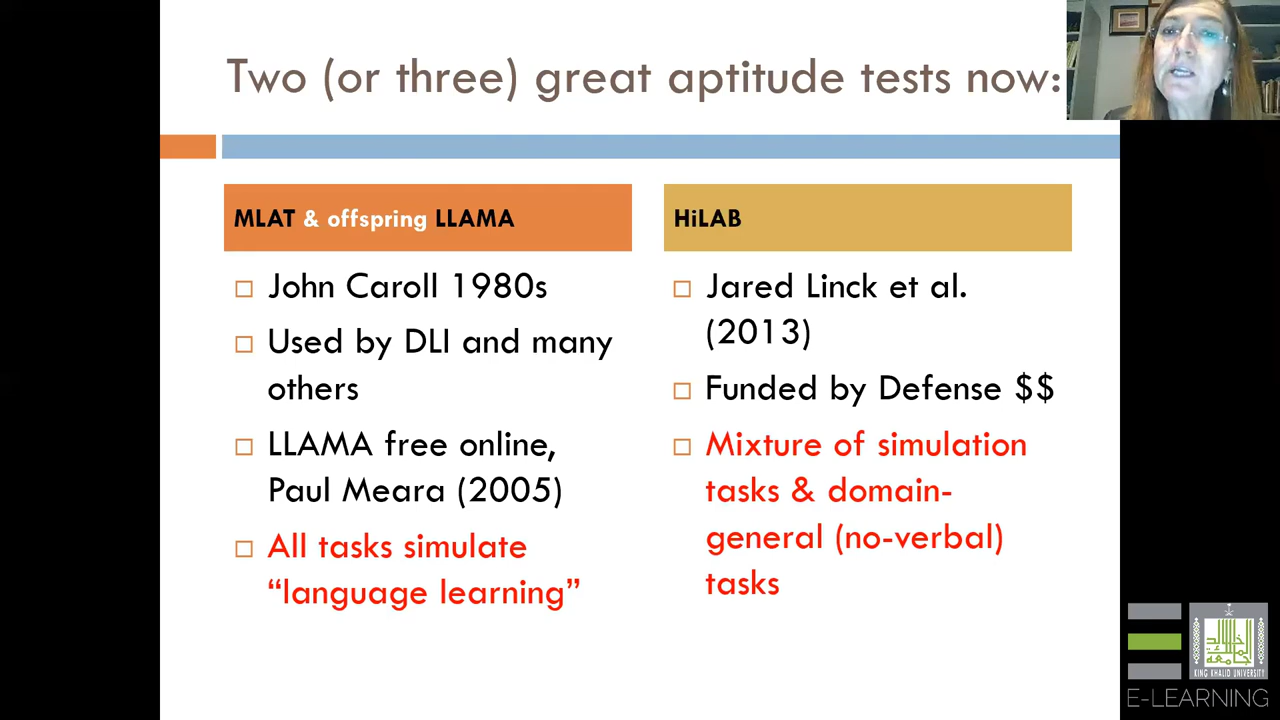 Two (or three) great aptitude tests now:
MLAT & offspring LLAMA
John Caroll 1980s
Used by DLI and many
others
LLAMA free online,
Paul Meara (2005)
All tasks simulate
“language learning”
HiLAB
Jared Linck et al.
(2013)
Funded by Defense $$
Mixture of simulation
tasks & domain-
general (no-verbal)
tasks
KING KHALID UNIVERSITY
E-LEARNING